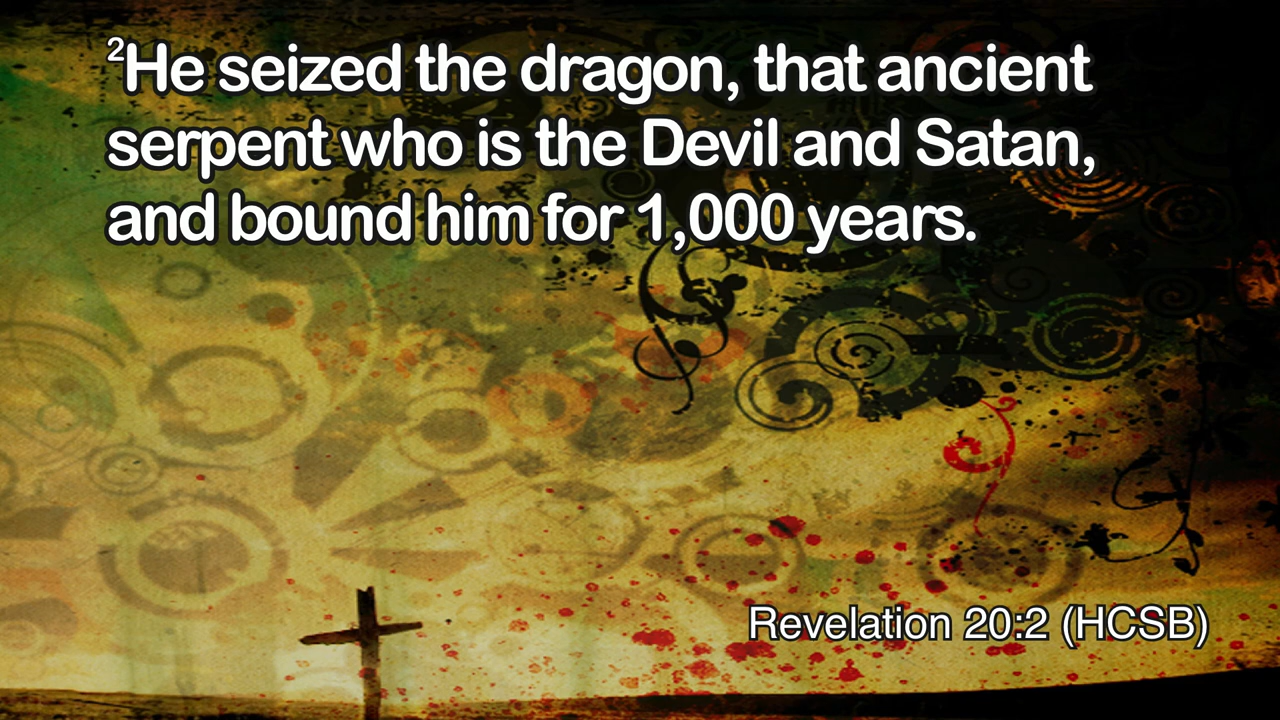 ²He seized the dragon, that ancient
serpent who is the Devil and Satan,
and bound him for 1,000 years.
Revelation 20:2 (HCSB)